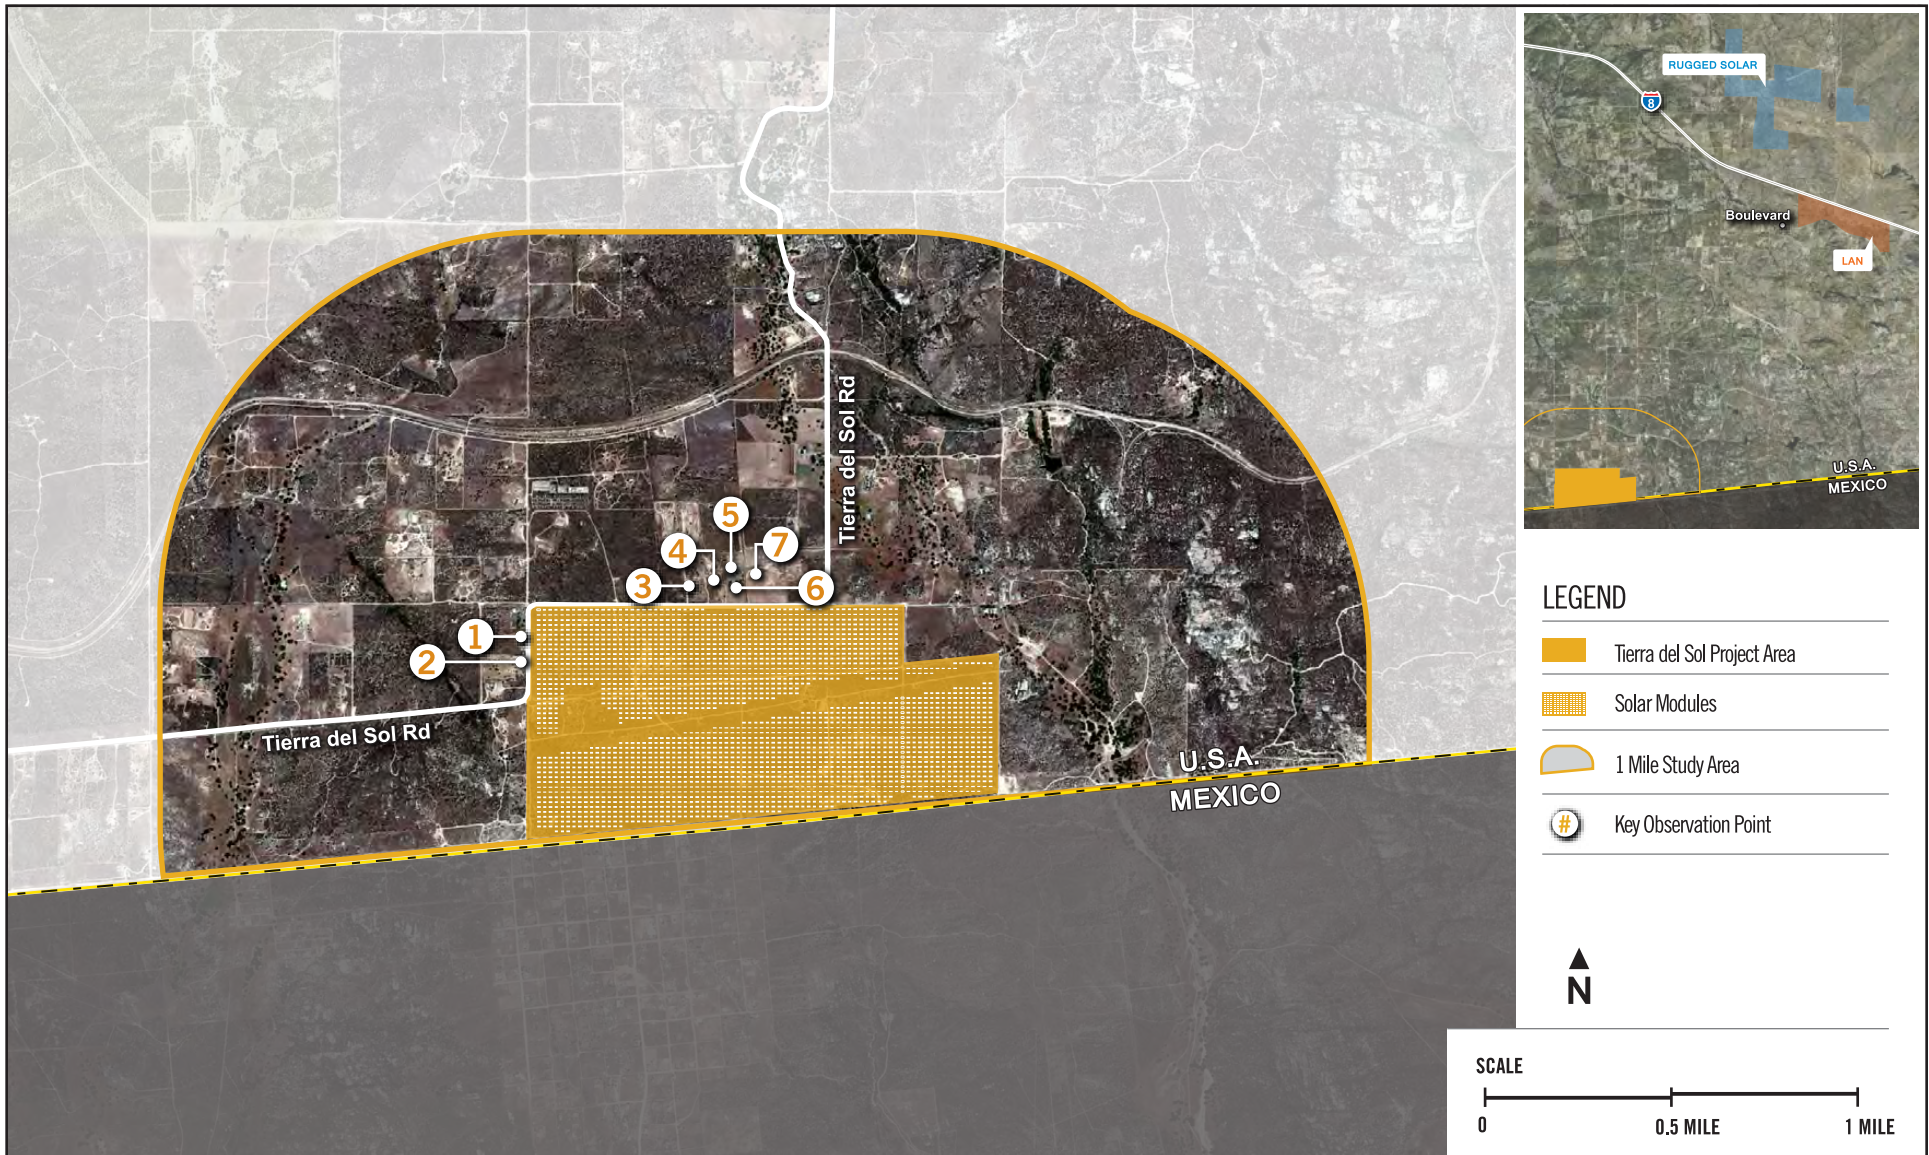 Tierra del Sol Rd
5
4
7
3
6
1
2
Tierra del Sol Rd
U.S.A.
MEXICO
RUGGED SOLAR
8
Boulevard
LAN
U.S.A.
MEXICO
LEGEND
Tierra del Sol Project Area
Solar Modules
1 Mile Study Area
# Key Observation Point
N
SCALE
0 0.5 MILE 1 MILE